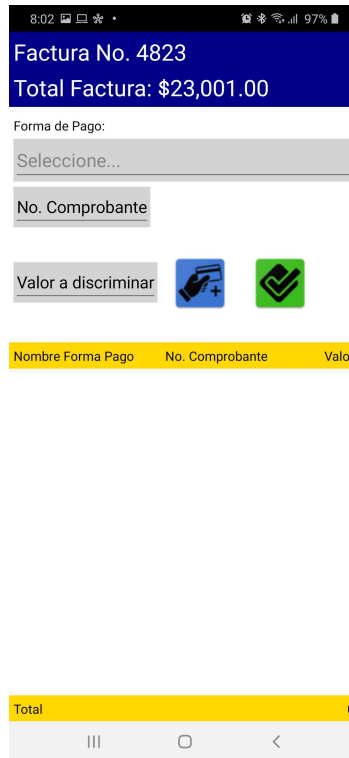 8:02 97%
Factura No. 4823
Total Factura: $23,001.00
Forma de Pago:
Seleccione...
No. Comprobante
Valor a discriminar
Nombre Forma Pago No. Comprobante Valo
Total